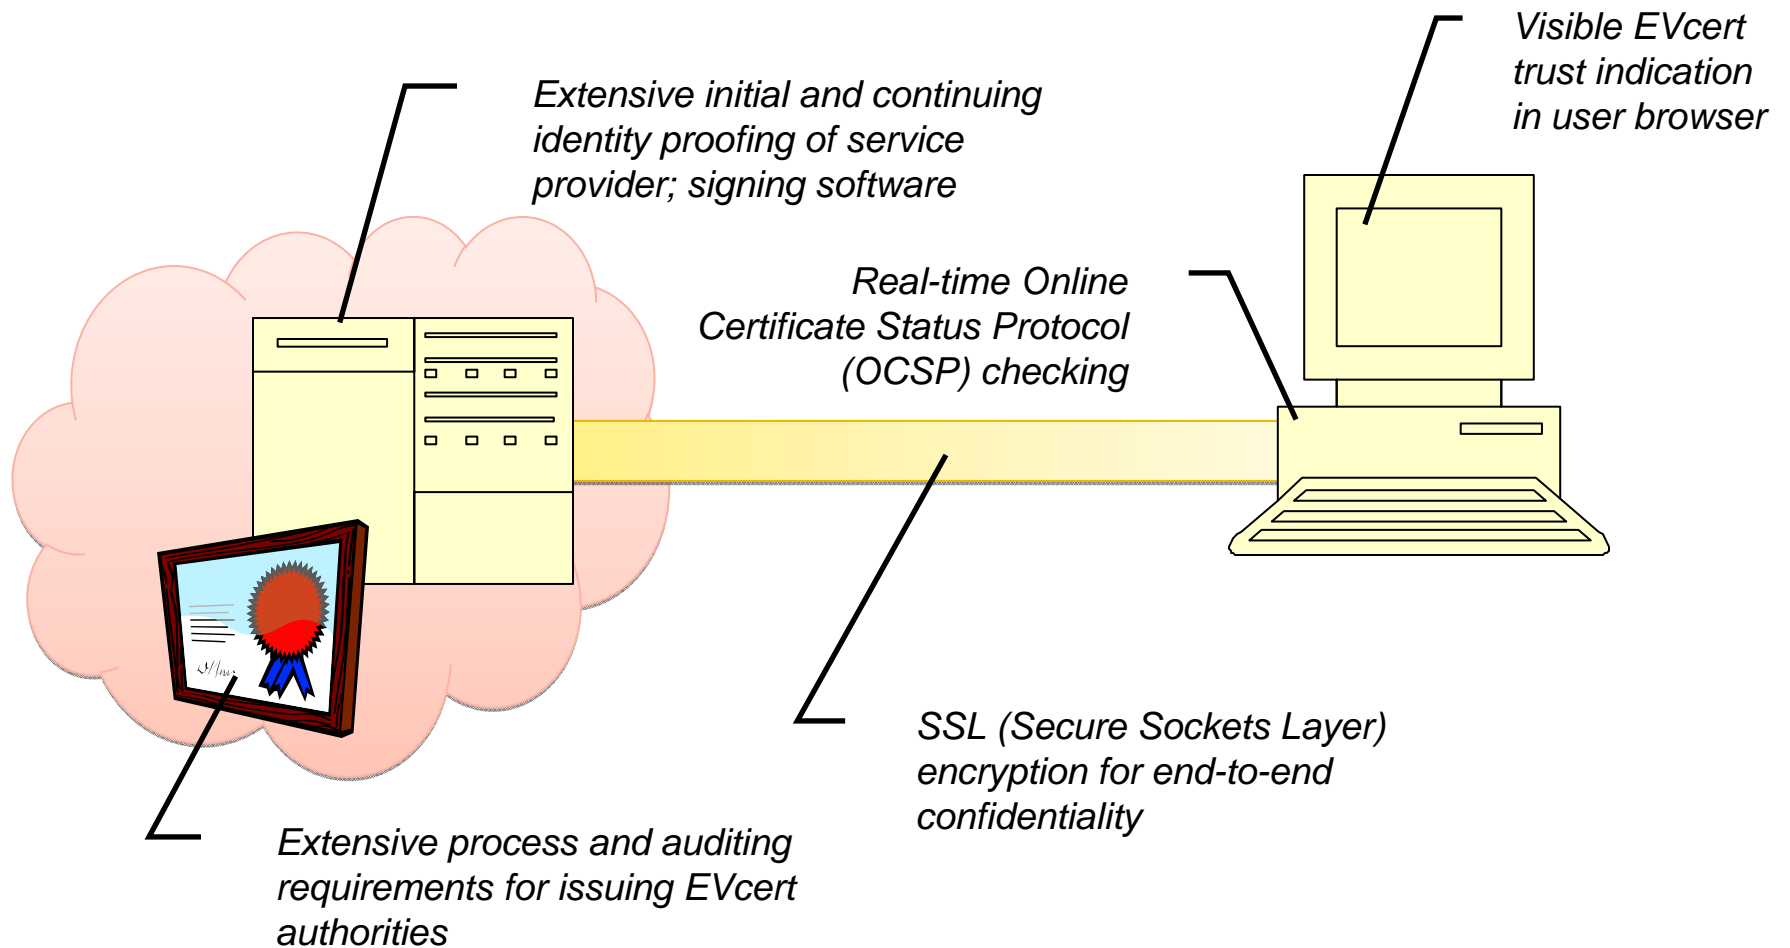 Visible EVcert
trust indication
in user browser
Extensive initial and continuing
identity proofing of service
provider; signing software
Real-time Online
Certificate Status Protocol
(OCSP) checking
SSL (Secure Sockets Layer)
encryption for end-to-end
confidentiality
Extensive process and auditing
requirements for issuing EVcert
authorities